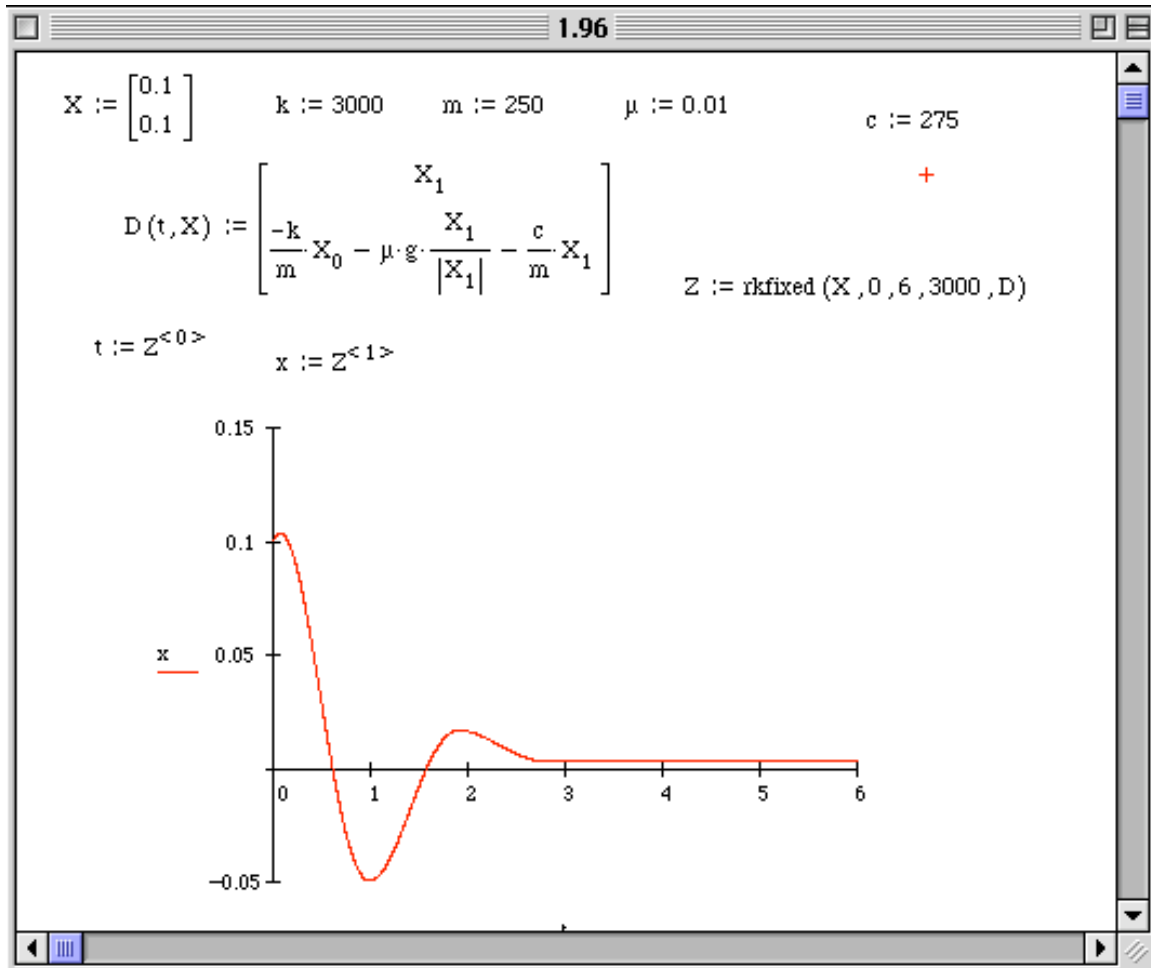 1.96
X := [0.1 0.1] k := 3000 m := 250 μ := 0.01 c := 275
D (t , X) := [X₁ ; -k/m · X₀ − μ · g · X₁/|X₁| − c/m · X₁]
Z := rkfixed (X , 0 , 6 , 3000 , D)
t := Z^<0> x := Z^<1>
0.15
0.1
x 0.05
0 1 2 3 4 5 6
−0.05